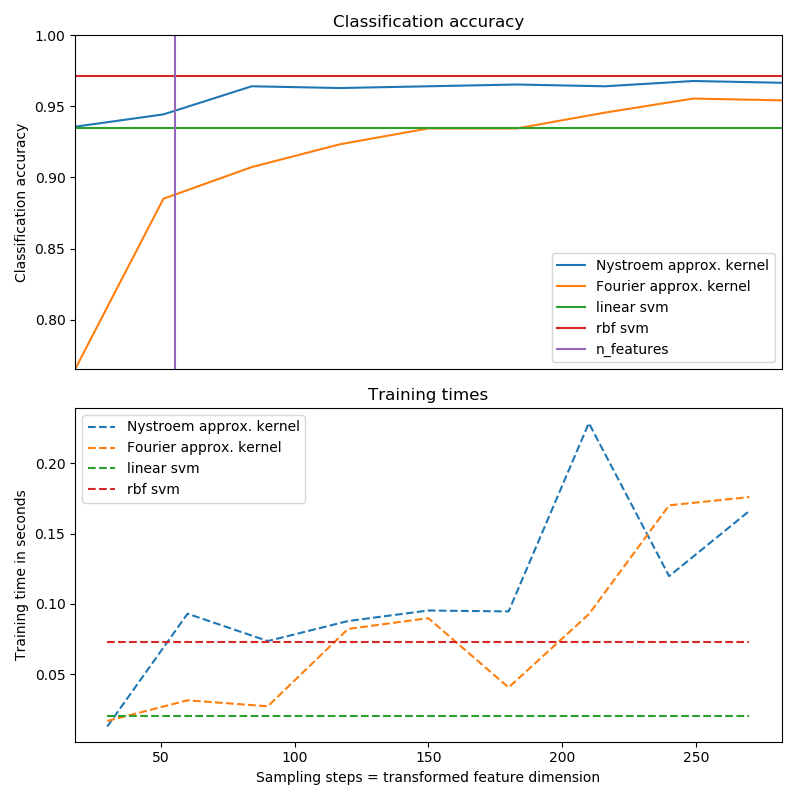 Classification accuracy
1.00
0.95
0.90
0.85
0.80
Classification accuracy
Nystroem approx. kernel
Fourier approx. kernel
linear svm
rbf svm
n_features
Training times
0.20
0.15
0.10
0.05
Training time in seconds
Nystroem approx. kernel
Fourier approx. kernel
linear svm
rbf svm
50 100 150 200 250
Sampling steps = transformed feature dimension